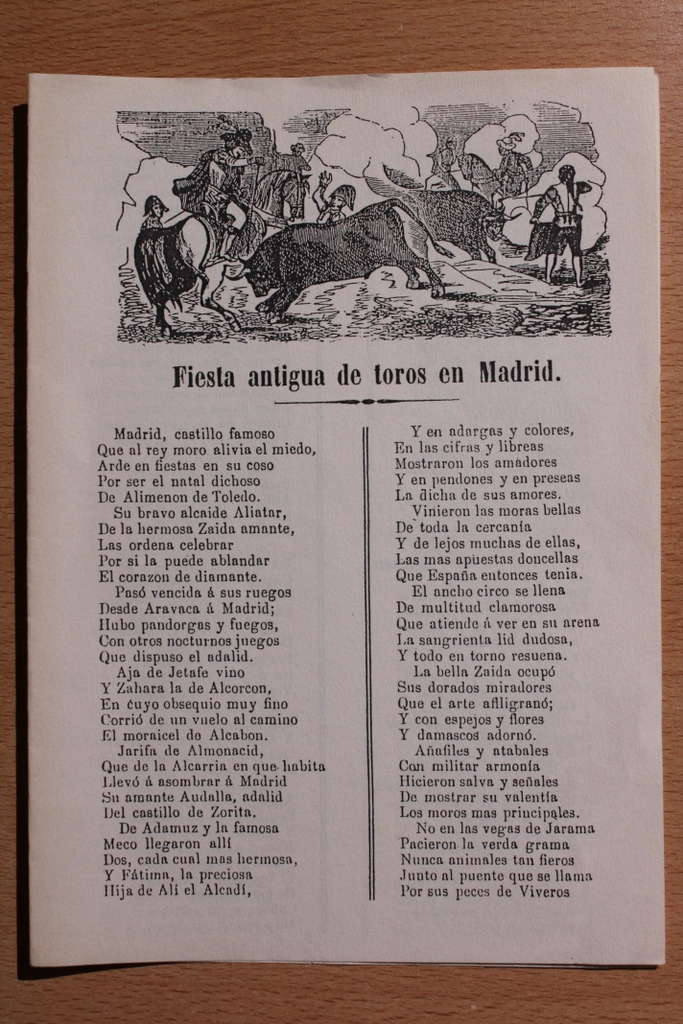 Fiesta antigua de toros en Madrid.
Madrid, castillo famoso
Que al rey moro alivia el miedo,
Arde en fiestas en su coso
Por ser el natal dichoso
De Alimenon de Toledo.
Su bravo alcaide Aliatar,
De la hermosa Zaida amante,
Las ordena celebrar
Por si la puede ablandar
El corazon de diamante.
Pasó vencida á sus ruegos
Desde Aravaca á Madrid;
Hubo pandorgas y fuegos,
Con otros nocturnos juegos
Que dispuso el adalid.
Aja de Jetafe vino
Y Zahara la de Alcorcon,
En cuyo obsequio muy fino
Corrió de un vuelo al camino
El moraicel de Alcabon.
Jarifa de Almonacid,
Que de la Alcarria en que habita
Llevó á asombrar á Madrid
Su amante Audalla, adalid
Del castillo de Zorita.
De Adamuz y la famosa
Meco llegaron allí
Dos, cada cual mas hermosa,
Y Fátima, la preciosa
Hija de Alí el Alcadí,
Y en adargas y colores,
En las cifras y libreas
Mostraron los amadores
Y en pendones y en preseas
La dicha de sus amores.
Vinieron las moras bellas
De toda la cercanía
Y de lejos muchas de ellas,
Las mas apuestas doncellas
Que España entonces tenia.
El ancho circo se llena
De multitud clamorosa
Que atiende á ver en su arena
La sangrienta lid dudosa,
Y todo en torno resuena.
La bella Zaida ocupó
Sus dorados miradores
Que el arte afiligranó;
Y con espejos y flores
Y damascos adornó.
Añafiles y atabales
Con militar armonía
Hicieron salva y señales
De mostrar su valentía
Los moros mas principales.
No en las vegas de Jarama
Pacieron la verda grama
Nunca animales tan fieros
Junto al puente que se llama
Por sus peces de Viveros